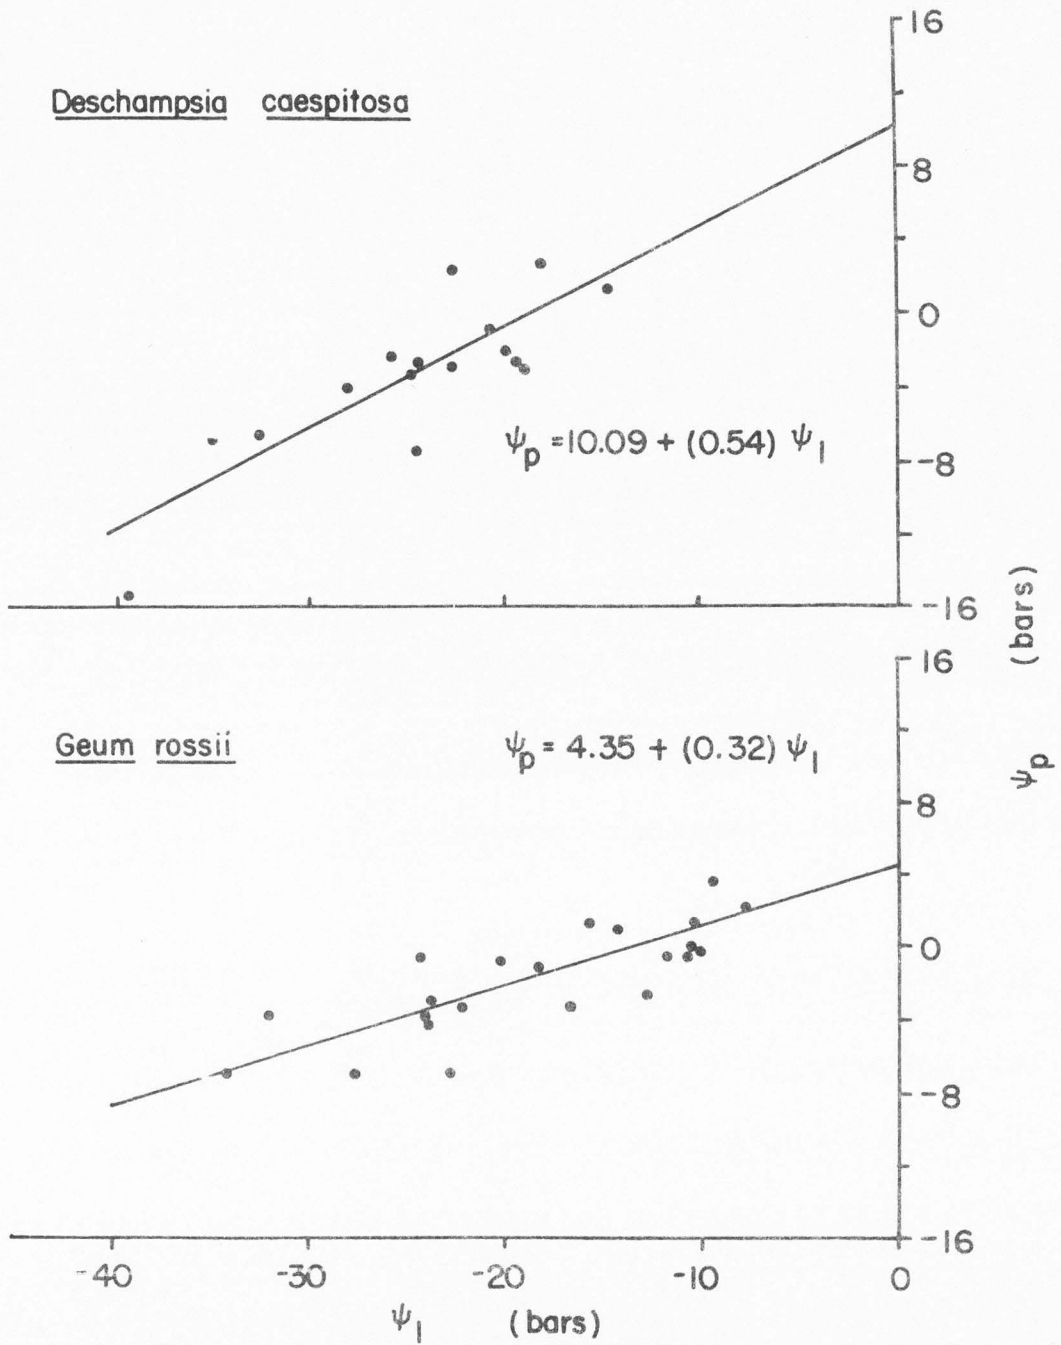 Deschampsia caespitosa
16
8
0
-8
-16
ψp = 10.09 + (0.54) ψl
Geum rossii
ψp = 4.35 + (0.32) ψl
16
8
0
-8
-16
ψp (bars)
-40 -30 -20 -10 0
ψl (bars)